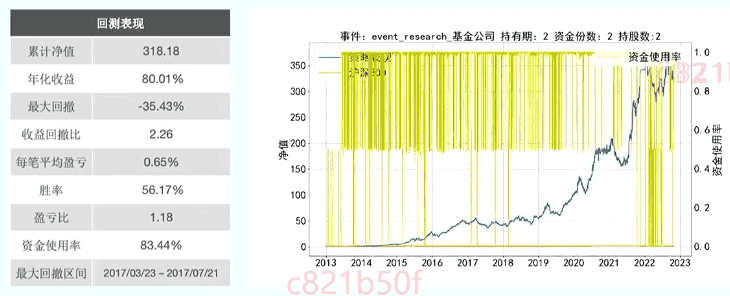 回测表现
累计净值 318.18
年化收益 80.01%
最大回撤 -35.43%
收益回撤比 2.26
每笔平均盈亏 0.65%
胜率 56.17%
盈亏比 1.18
资金使用率 83.44%
最大回撤区间 2017/03/23 ~ 2017/07/21
事件：event_research_基金公司 持有期：2 资金份数：2 持股数:2
资金使用率
350
300
250
200
150
100
50
0
净值
1.0
0.8
0.6
0.4
0.2
0.0
资金使用率
2013 2014 2015 2016 2017 2018 2019 2020 2021 2022 2023
c821b
c821b50f